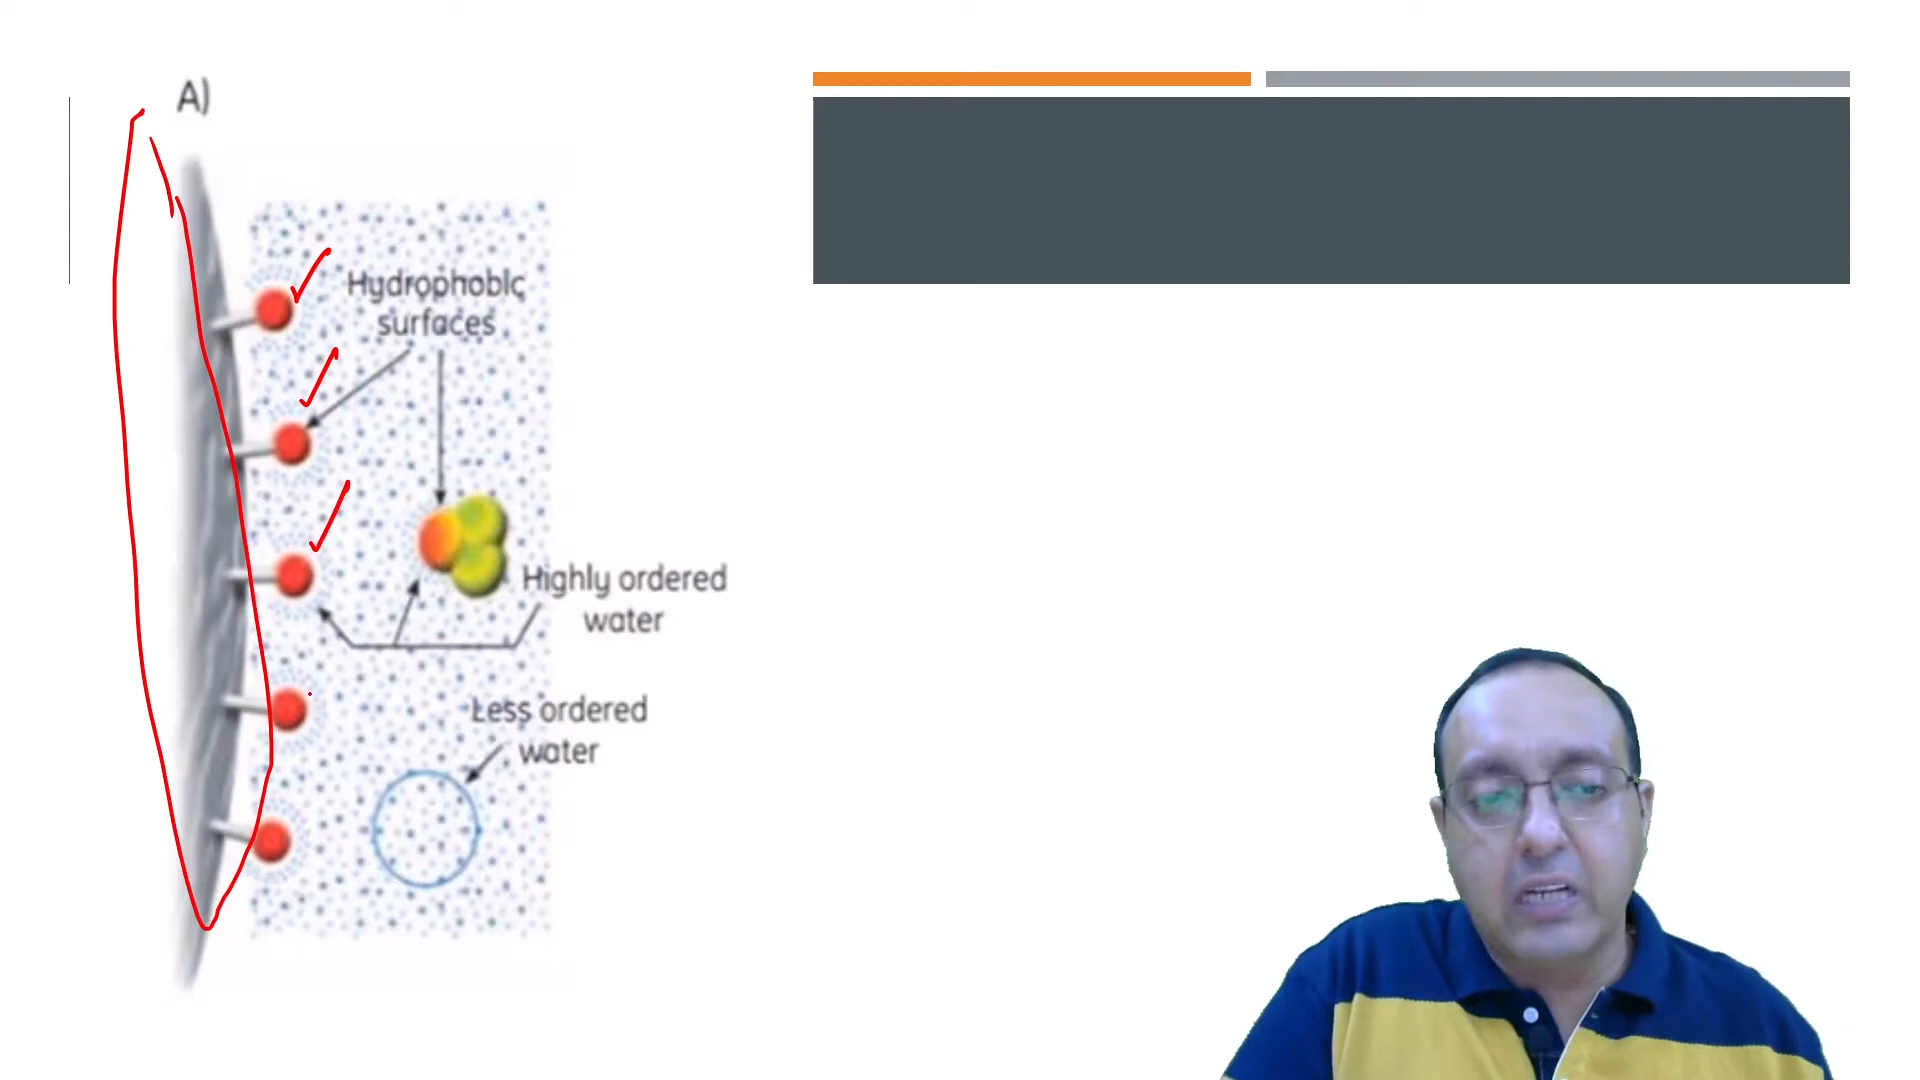 A)
Hydrophobic
surfaces
Highly ordered
water
Less ordered
water